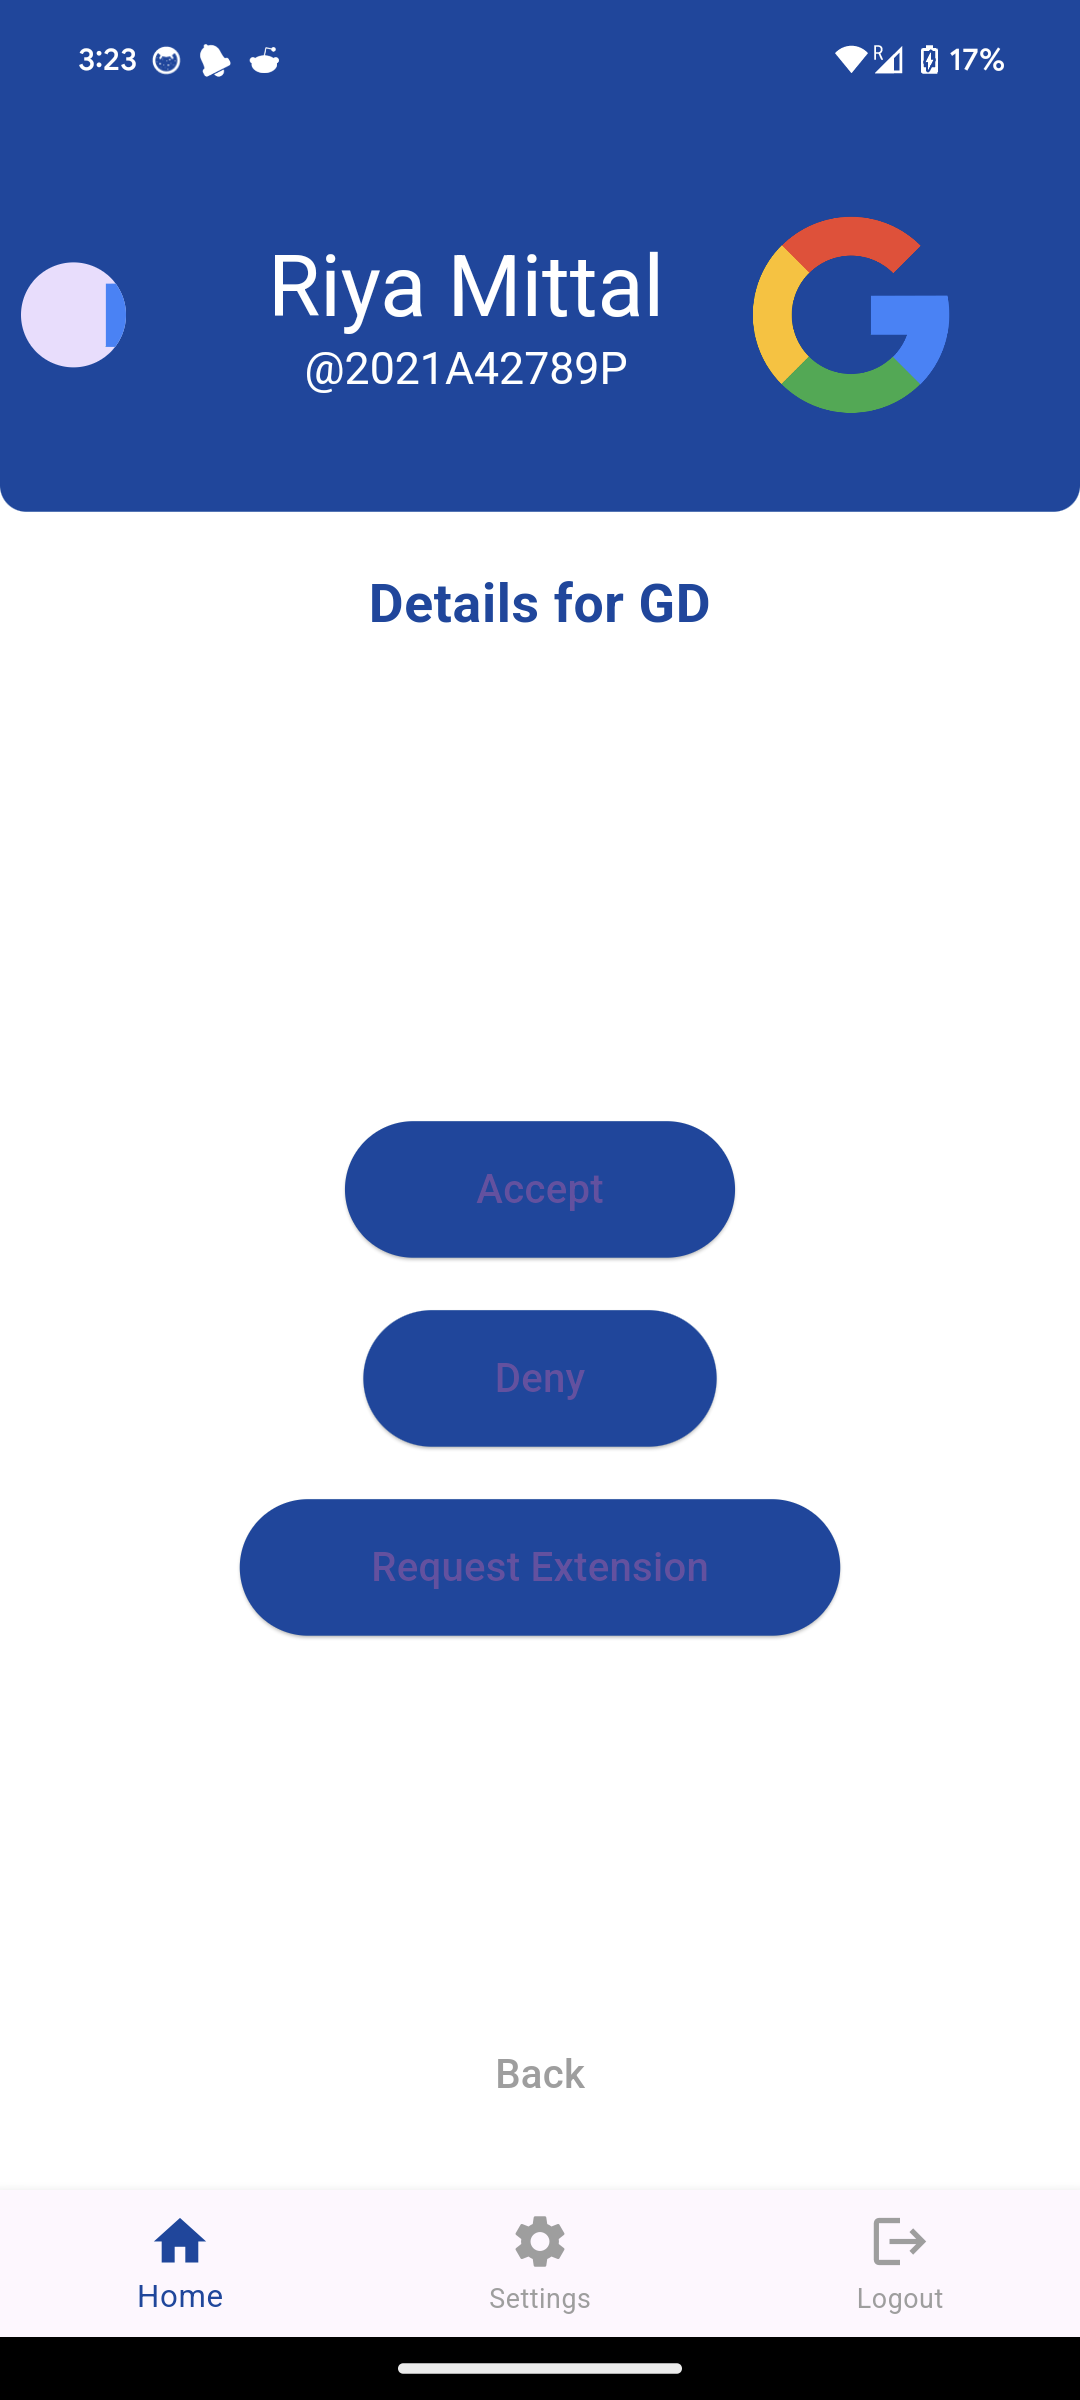 3:23
R
17%
Riya Mittal
@2021A42789P
Details for GD
Accept
Deny
Request Extension
Back
Home
Settings
Logout